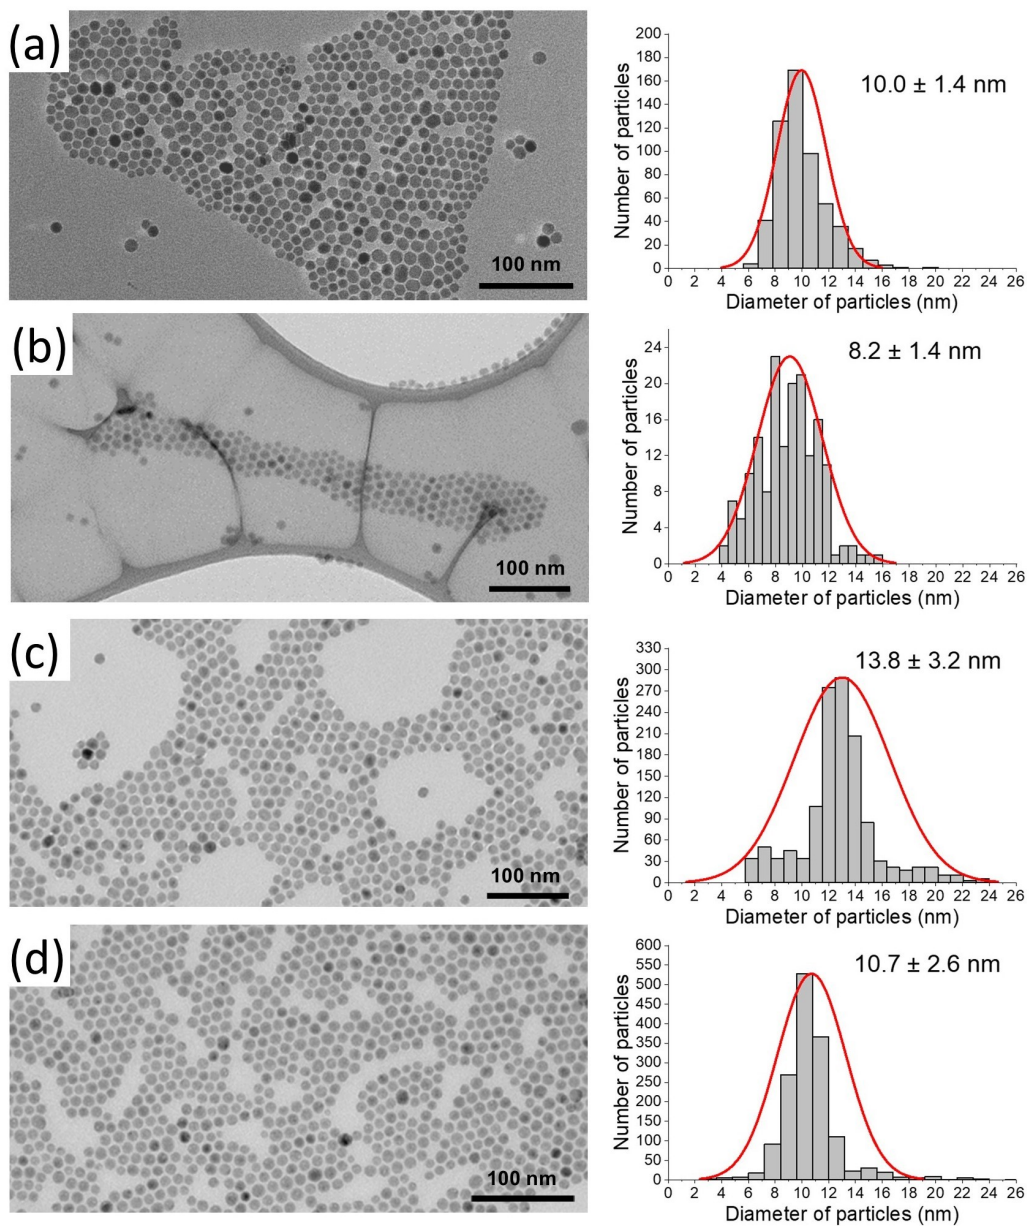 (a)
100 nm
200
180
160
140
120
100
80
60
40
20
0
Number of particles
10.0 ± 1.4 nm
0 2 4 6 8 10 12 14 16 18 20 22 24 26
Diameter of particles (nm)
(b)
100 nm
24
20
16
12
8
4
0
Number of particles
8.2 ± 1.4 nm
0 2 4 6 8 10 12 14 16 18 20 22 24 26
Diameter of particles (nm)
(c)
100 nm
330
300
270
240
210
180
150
120
90
60
30
0
Number of particles
13.8 ± 3.2 nm
0 2 4 6 8 10 12 14 16 18 20 22 24 26
Diameter of particles (nm)
(d)
100 nm
600
550
500
450
400
350
300
250
200
150
100
50
0
Number of particles
10.7 ± 2.6 nm
0 2 4 6 8 10 12 14 16 18 20 22 24 26
Diameter of particles (nm)